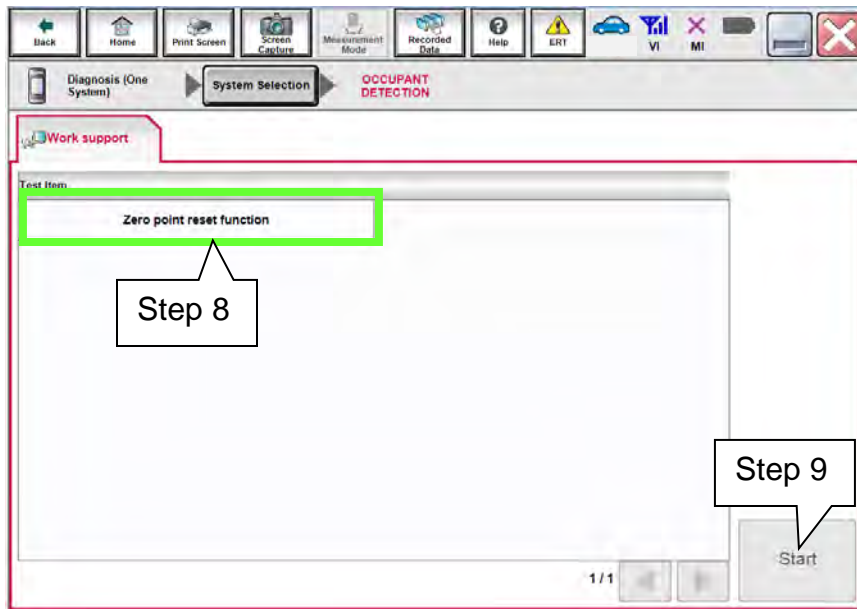 Back
Home
Print Screen
Screen
Capture
Measurement
Mode
Recorded
Data
Help
ERT
VI
MI
Diagnosis (One
System)
System Selection
OCCUPANT
DETECTION
Work support
Test Item
Zero point reset function
Step 8
Step 9
Start
1/1